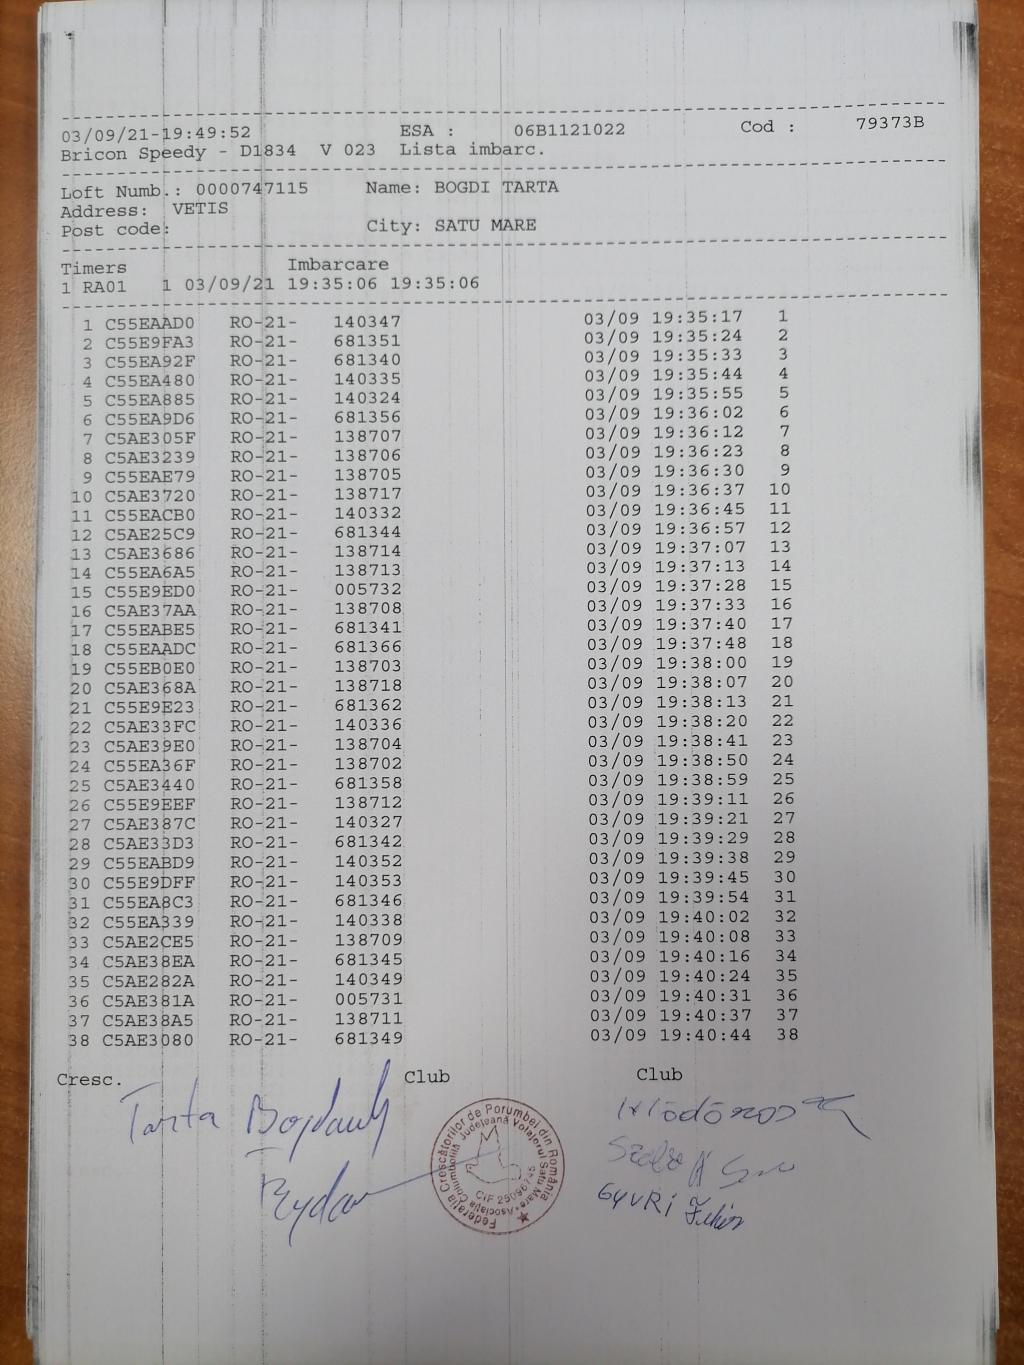 03/09/21-19:49:52 ESA : 06B1121022 Cod : 79373B
Bricon Speedy - D1834 V 023 Lista imbarc.
Loft Numb.: 0000747115 Name: BOGDI TARTA
Address: VETIS
Post code: City: SATU MARE
Timers Imbarcare
1 RA01 1 03/09/21 19:35:06 19:35:06
1 C55EAAD0 RO-21- 140347 03/09 19:35:17 1
2 C55E9FA3 RO-21- 681351 03/09 19:35:24 2
3 C55EA92F RO-21- 681340 03/09 19:35:33 3
4 C55EA480 RO-21- 140335 03/09 19:35:44 4
5 C55EA885 RO-21- 140324 03/09 19:35:55 5
6 C55EA9D6 RO-21- 681356 03/09 19:36:02 6
7 C5AE305F RO-21- 138707 03/09 19:36:12 7
8 C5AE3239 RO-21- 138706 03/09 19:36:23 8
9 C55EAE79 RO-21- 138705 03/09 19:36:30 9
10 C5AE3720 RO-21- 138717 03/09 19:36:37 10
11 C55EACB0 RO-21- 140332 03/09 19:36:45 11
12 C5AE25C9 RO-21- 681344 03/09 19:36:57 12
13 C5AE3686 RO-21- 138714 03/09 19:37:07 13
14 C55EA6A5 RO-21- 138713 03/09 19:37:13 14
15 C55E9ED0 RO-21- 005732 03/09 19:37:28 15
16 C5AE37AA RO-21- 138708 03/09 19:37:33 16
17 C55EABE5 RO-21- 681341 03/09 19:37:40 17
18 C55EAADC RO-21- 681366 03/09 19:37:48 18
19 C55EB0E0 RO-21- 138703 03/09 19:38:00 19
20 C5AE368A RO-21- 138718 03/09 19:38:07 20
21 C55E9E23 RO-21- 681362 03/09 19:38:13 21
22 C5AE33FC RO-21- 140336 03/09 19:38:20 22
23 C5AE39E0 RO-21- 138704 03/09 19:38:41 23
24 C55EA36F RO-21- 138702 03/09 19:38:50 24
25 C5AE3440 RO-21- 681358 03/09 19:38:59 25
26 C55E9EEF RO-21- 138712 03/09 19:39:11 26
27 C5AE387C RO-21- 140327 03/09 19:39:21 27
28 C5AE33D3 RO-21- 681342 03/09 19:39:29 28
29 C55EABD9 RO-21- 140352 03/09 19:39:38 29
30 C55E9DFF RO-21- 140353 03/09 19:39:45 30
31 C55EA8C3 RO-21- 681346 03/09 19:39:54 31
32 C55EA339 RO-21- 140338 03/09 19:40:02 32
33 C5AE2CE5 RO-21- 138709 03/09 19:40:08 33
34 C5AE38EA RO-21- 681345 03/09 19:40:16 34
35 C5AE282A RO-21- 140349 03/09 19:40:24 35
36 C5AE381A RO-21- 005731 03/09 19:40:31 36
37 C5AE38A5 RO-21- 138711 03/09 19:40:37 37
38 C5AE3080 RO-21- 681349 03/09 19:40:44 38
Cresc. Club Club
Tarta
Federația Crescătorilor de Porumbei din România
Asociația Columbofilă Județeană Voiajorul Satu Mare
CIF 25096745
GYURI